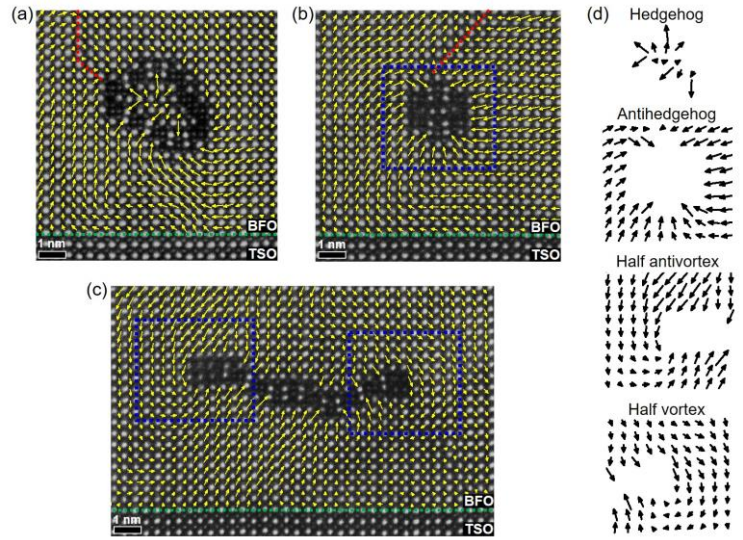 (a)
BFO
1 nm
TSO
(b)
BFO
1 nm
TSO
(c)
BFO
1 nm
TSO
(d)
Hedgehog
Antihedgehog
Half antivortex
Half vortex